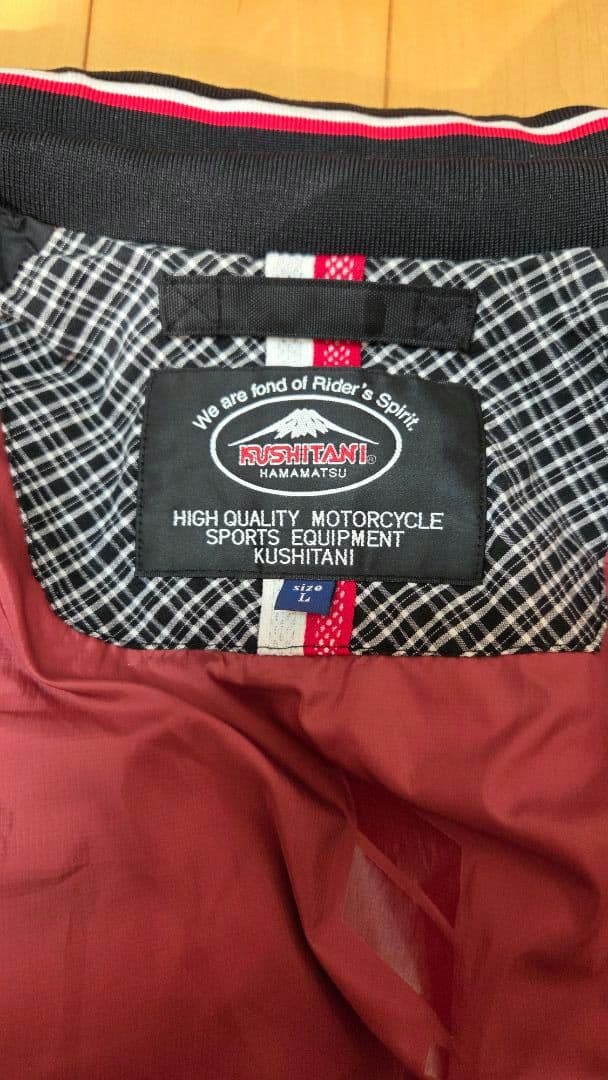 We are fond of Rider's Spirit.
KUSHITANI®
HAMAMATSU
HIGH QUALITY MOTORCYCLE
SPORTS EQUIPMENT
KUSHITANI
size
L